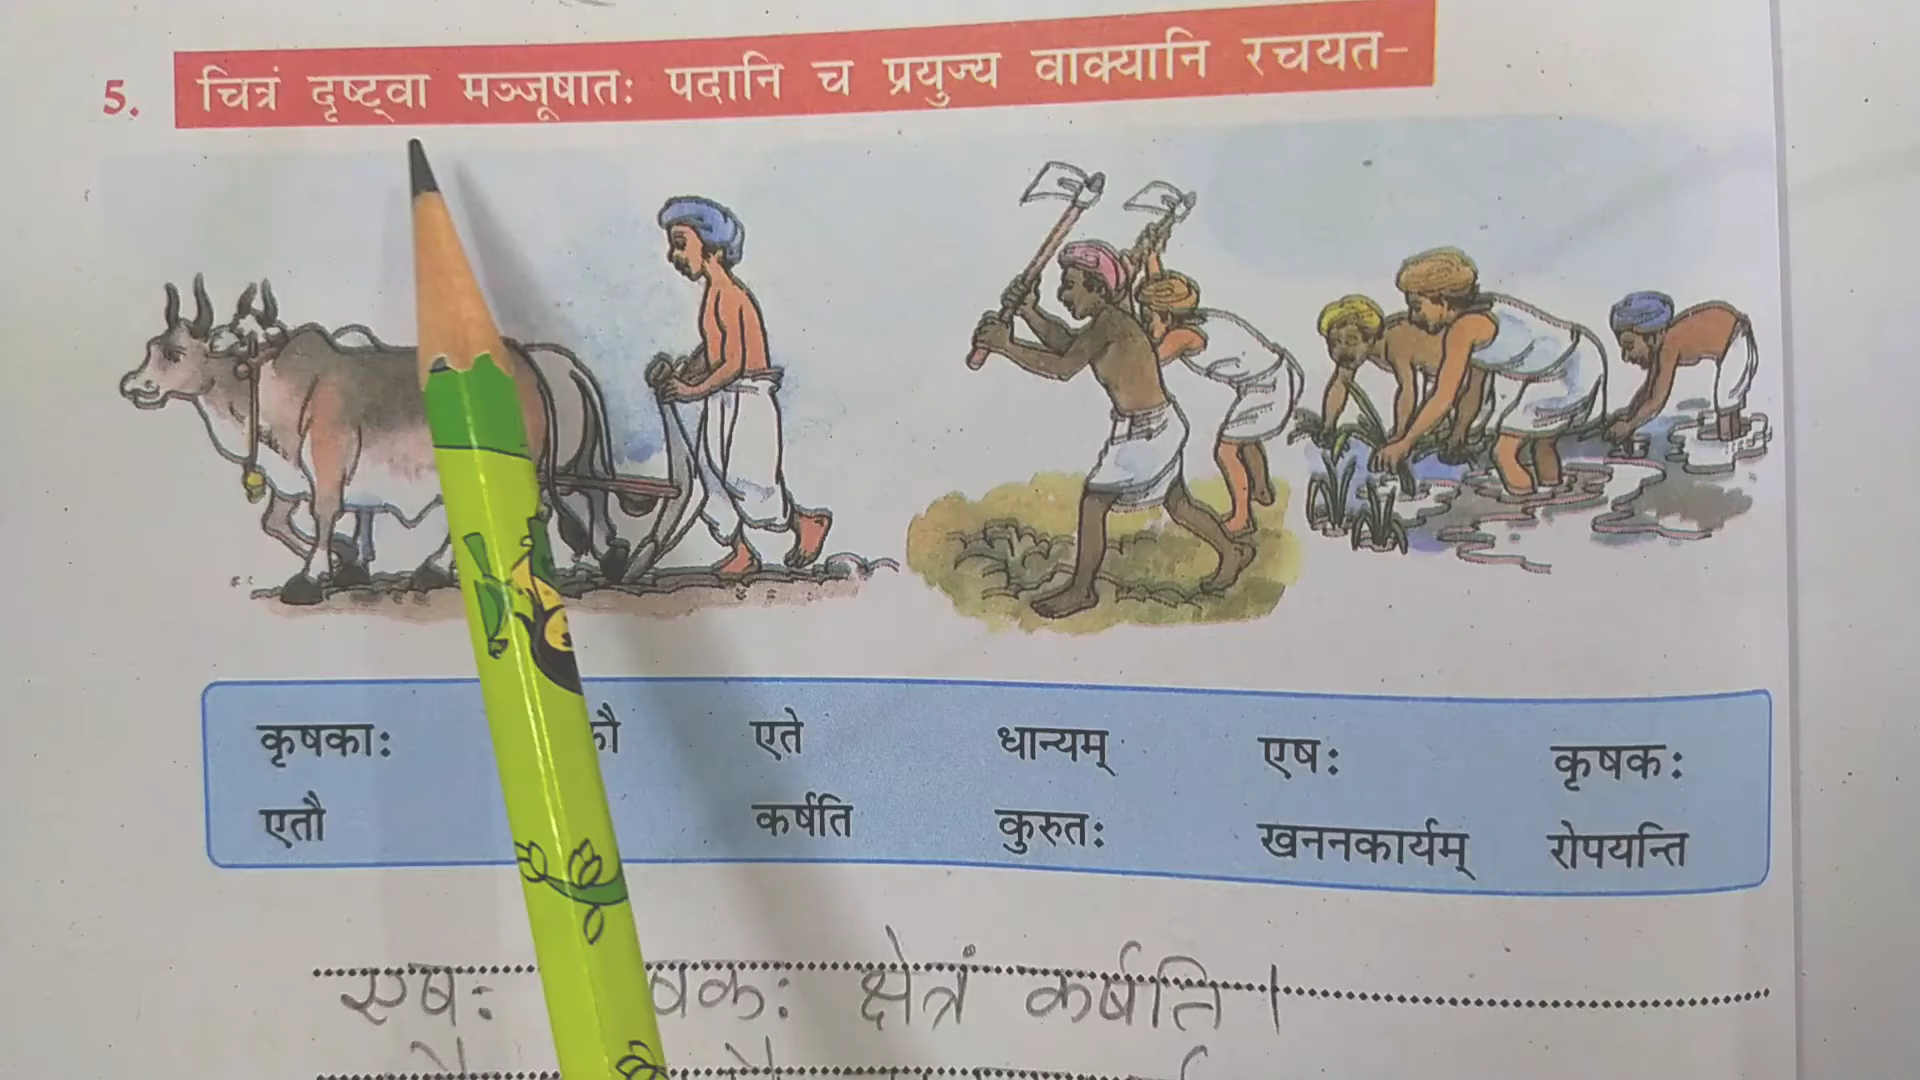 5. चित्रं दृष्ट्वा मञ्जूषातः पदानि च प्रयुज्य वाक्यानि रचयत–
कृषकाः एते धान्यम् एषः कृषकः
एतौ कर्षति कुरुतः खननकार्यम् रोपयन्ति
एषः क्षेत्रं कर्षति ।